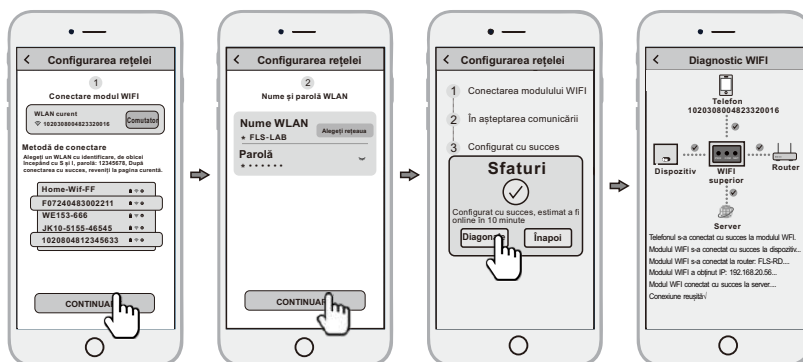 Configurarea rețelei
1
Conectare modul WIFI
WLAN curent
10203080048233​20016
Comutator
Metodă de conectare
Alegeți un WLAN cu identificare, de obicei
începând cu S și I, parolă: 12345678, După
conectarea cu succes, reveniți la pagina curentă.
Home-Wif-FF
F07240483002211
WE153-666
JK10-5155-46545
1020804812345633
CONTINUA
Configurarea rețelei
2
Nume și parolă WLAN
Nume WLAN
★ FLS-LAB
Alegeți rețeaua
Parolă
★ • • • • • •
CONTINUA
Configurarea rețelei
1 Conectarea modulului WIFI
2 În așteptarea comunicării
3 Configurat cu succes
Sfaturi
Configurat cu succes, estimat a fi
online în 10 minute
Înapoi
Diagnostic WIFI
Telefon
1020308004823320016
Dispozitiv
WIFI
superior
Router
Server
Telefonul s-a conectat cu succes la modulul WFI.
Modulul WIFI s-a conectat cu succes la dispozitiv...
Modulul WIFI s-a conectat la router: FLS-RD....
Modulul WIFI a obținut IP: 192.168.20.56...
Modul WIFI conectat cu succes la server....
Conexiune reușită√